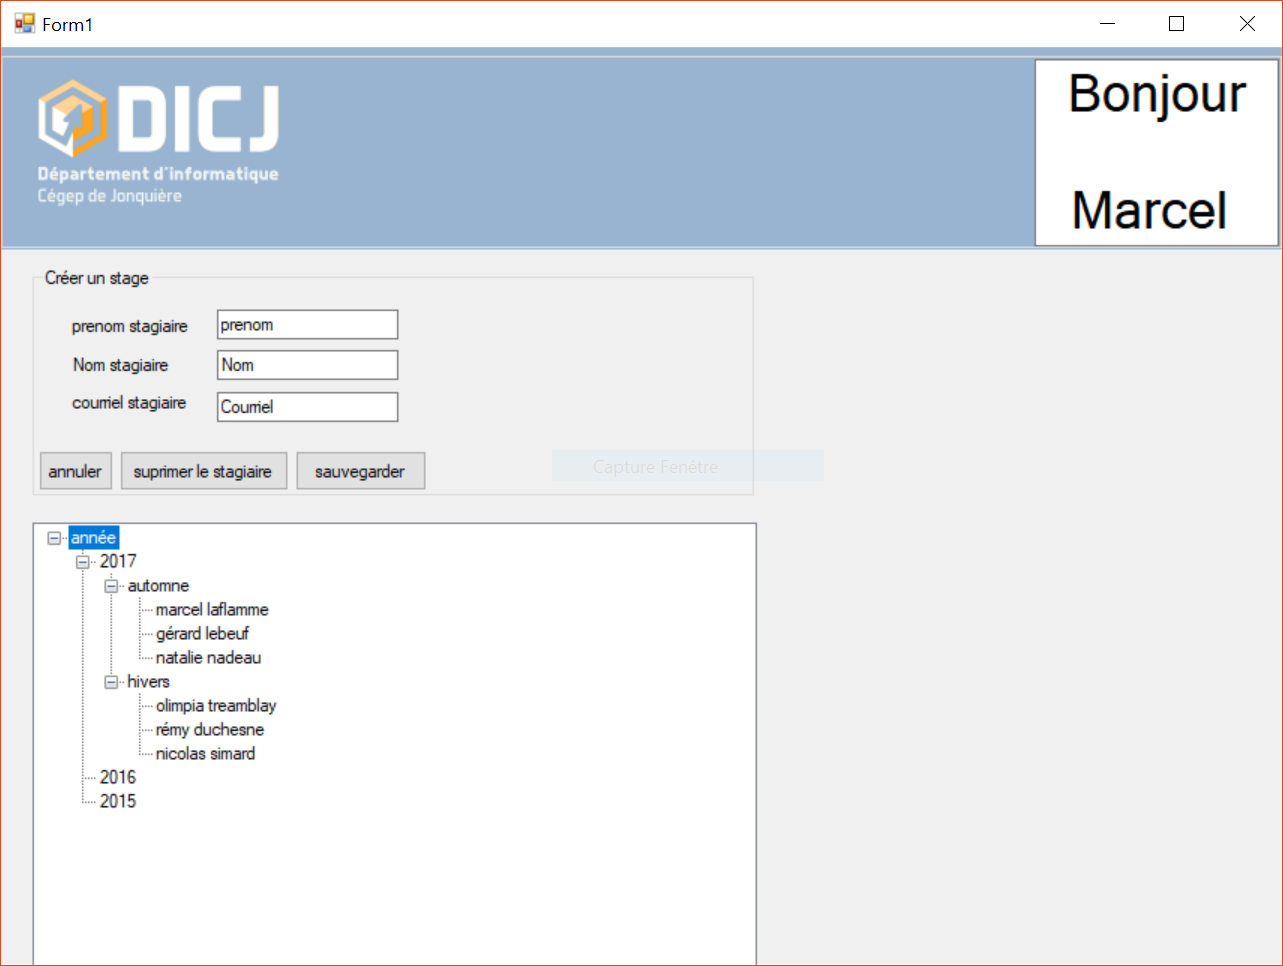 Form1
DICJ
Département d'informatique
Cégep de Jonquière
Bonjour
Marcel
Créer un stage
prenom stagiaire
prenom
Nom stagiaire
Nom
courriel stagiaire
Courriel
annuler
suprimer le stagiaire
sauvegarder
Capture Fenêtre
année
2017
automne
marcel laflamme
gérard lebeuf
natalie nadeau
hivers
olimpia treamblay
rémy duchesne
nicolas simard
2016
2015